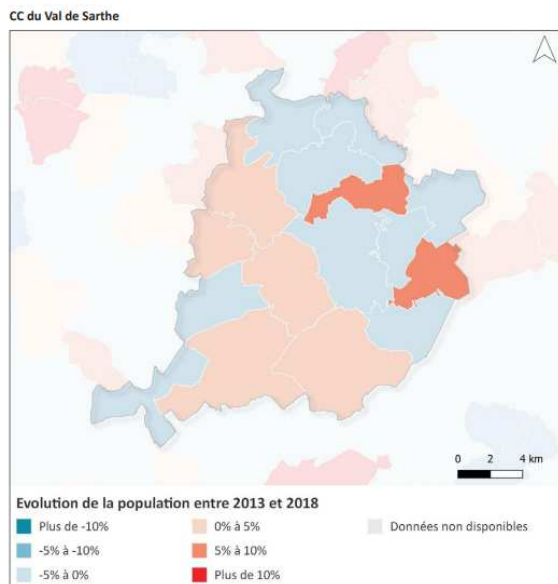 CC du Val de Sarthe
0 2 4 km
Evolution de la population entre 2013 et 2018
Plus de -10%
-5% à -10%
-5% à 0%
0% à 5%
5% à 10%
Plus de 10%
Données non disponibles